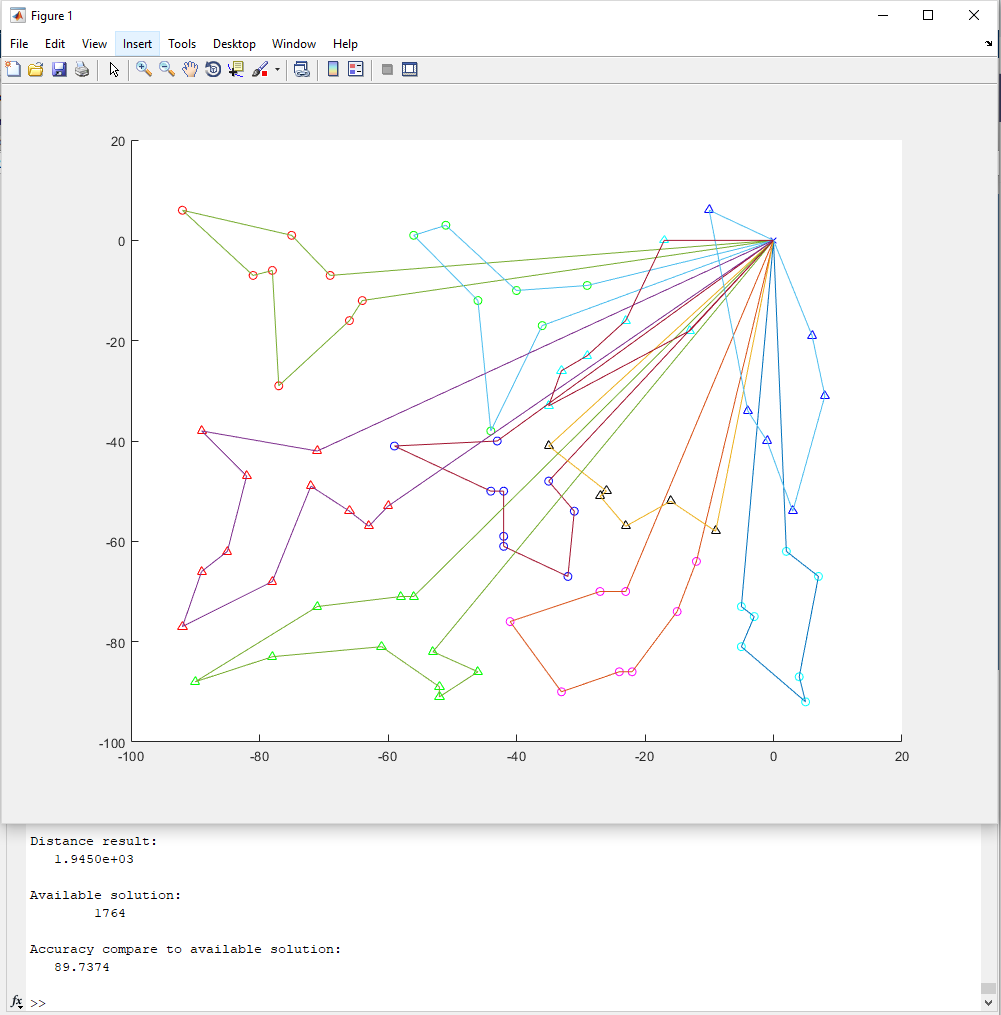 Figure 1
File Edit View Insert Tools Desktop Window Help
20
0
-20
-40
-60
-80
-100
-100 -80 -60 -40 -20 0 20
Distance result:
1.9450e+03
Available solution:
1764
Accuracy compare to available solution:
89.7374
fx >>